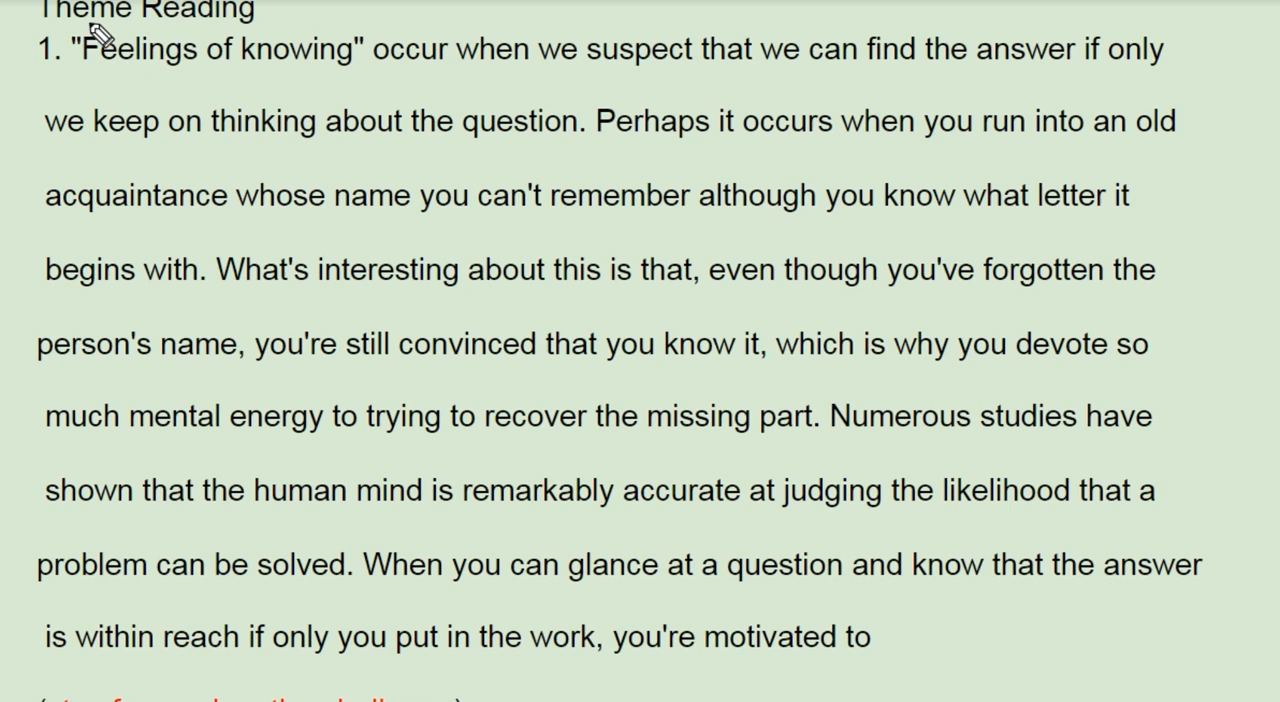 Theme Reading
1. "Feelings of knowing" occur when we suspect that we can find the answer if only
we keep on thinking about the question. Perhaps it occurs when you run into an old
acquaintance whose name you can't remember although you know what letter it
begins with. What's interesting about this is that, even though you've forgotten the
person's name, you're still convinced that you know it, which is why you devote so
much mental energy to trying to recover the missing part. Numerous studies have
shown that the human mind is remarkably accurate at judging the likelihood that a
problem can be solved. When you can glance at a question and know that the answer
is within reach if only you put in the work, you're motivated to